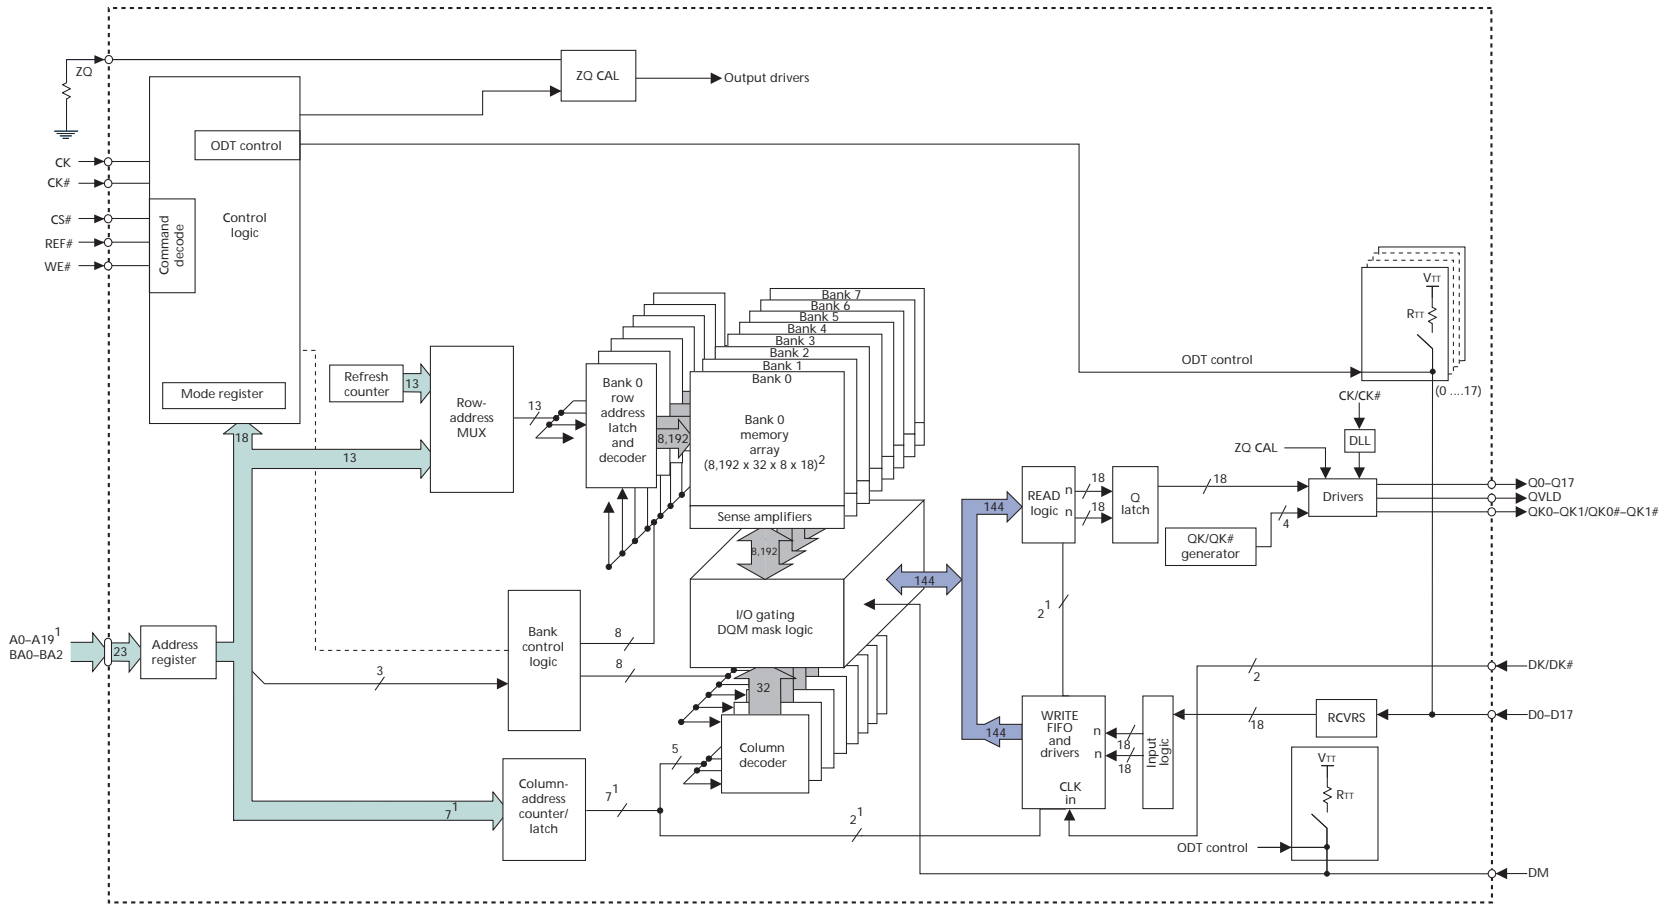 ZQ
ZQ CAL
Output drivers
ODT control
CK
CK#
CS#
REF#
WE#
Command
decode
Control
logic
Mode register
18
Refresh
counter
13
13
Row-
address
MUX
13
Bank 0
row
address
latch
and
decoder
8,192
Bank 7
Bank 6
Bank 5
Bank 4
Bank 3
Bank 2
Bank 1
Bank 0
Bank 0
memory
array
(8,192 x 32 x 8 x 18)2
Sense amplifiers
8,192
I/O gating
DQM mask logic
32
Column
decoder
5
A0–A191
BA0–BA2
23
Address
register
3
Bank
control
logic
8
8
71
Column-
address
counter/
latch
71
21
144
144
144
READ
logic
n
n
18
18
Q
latch
18
QK/QK#
generator
4
21
WRITE
FIFO
and
drivers
CLK
in
n
n
18
18
Input
logic
18
RCVRS
2
ODT control
VTT
RTT
(0 ....17)
CK/CK#
DLL
ZQ CAL
Drivers
Q0–Q17
QVLD
QK0–QK1/QK0#–QK1#
DK/DK#
D0–D17
VTT
RTT
ODT control
DM